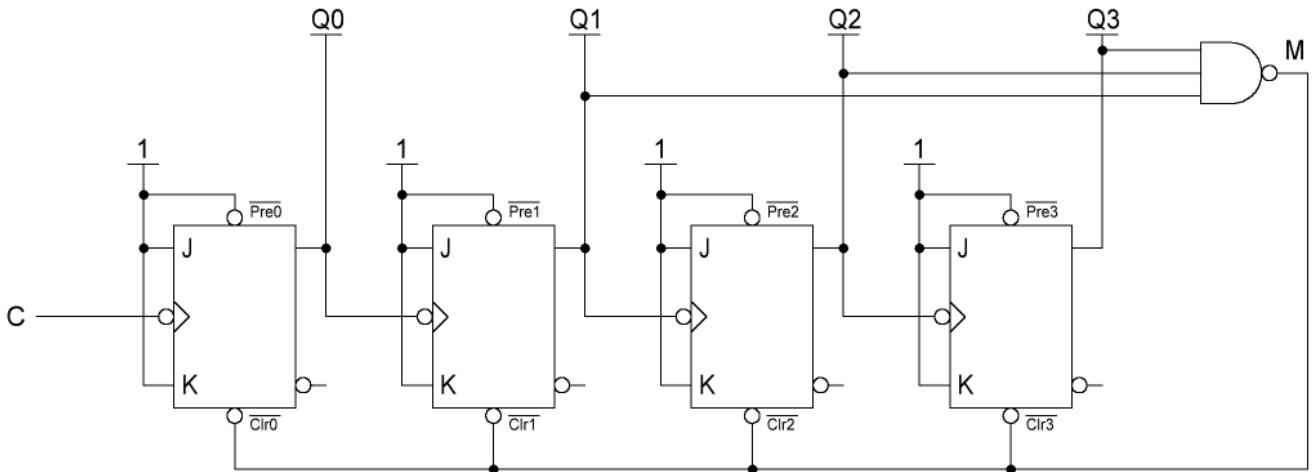 Q0 Q1 Q2 Q3
M
1 1 1 1
Pre0 Pre1 Pre2 Pre3
J J J J
C
K K K K
Clr0 Clr1 Clr2 Clr3